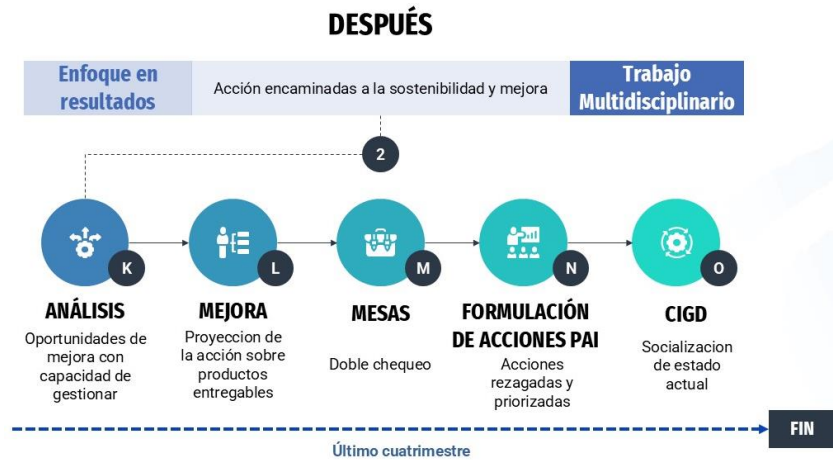 DESPUÉS
Enfoque en
resultados
Acción encaminadas a la sostenibilidad y mejora
Trabajo
Multidisciplinario
2
K
L
M
N
O
ANÁLISIS
Oportunidades de
mejora con
capacidad de
gestionar
MEJORA
Proyeccion de
la acción sobre
productos
entregables
MESAS
Doble chequeo
FORMULACIÓN
DE ACCIONES PAI
Acciones
rezagadas y
priorizadas
CIGD
Socializacion
de estado
actual
FIN
Último cuatrimestre